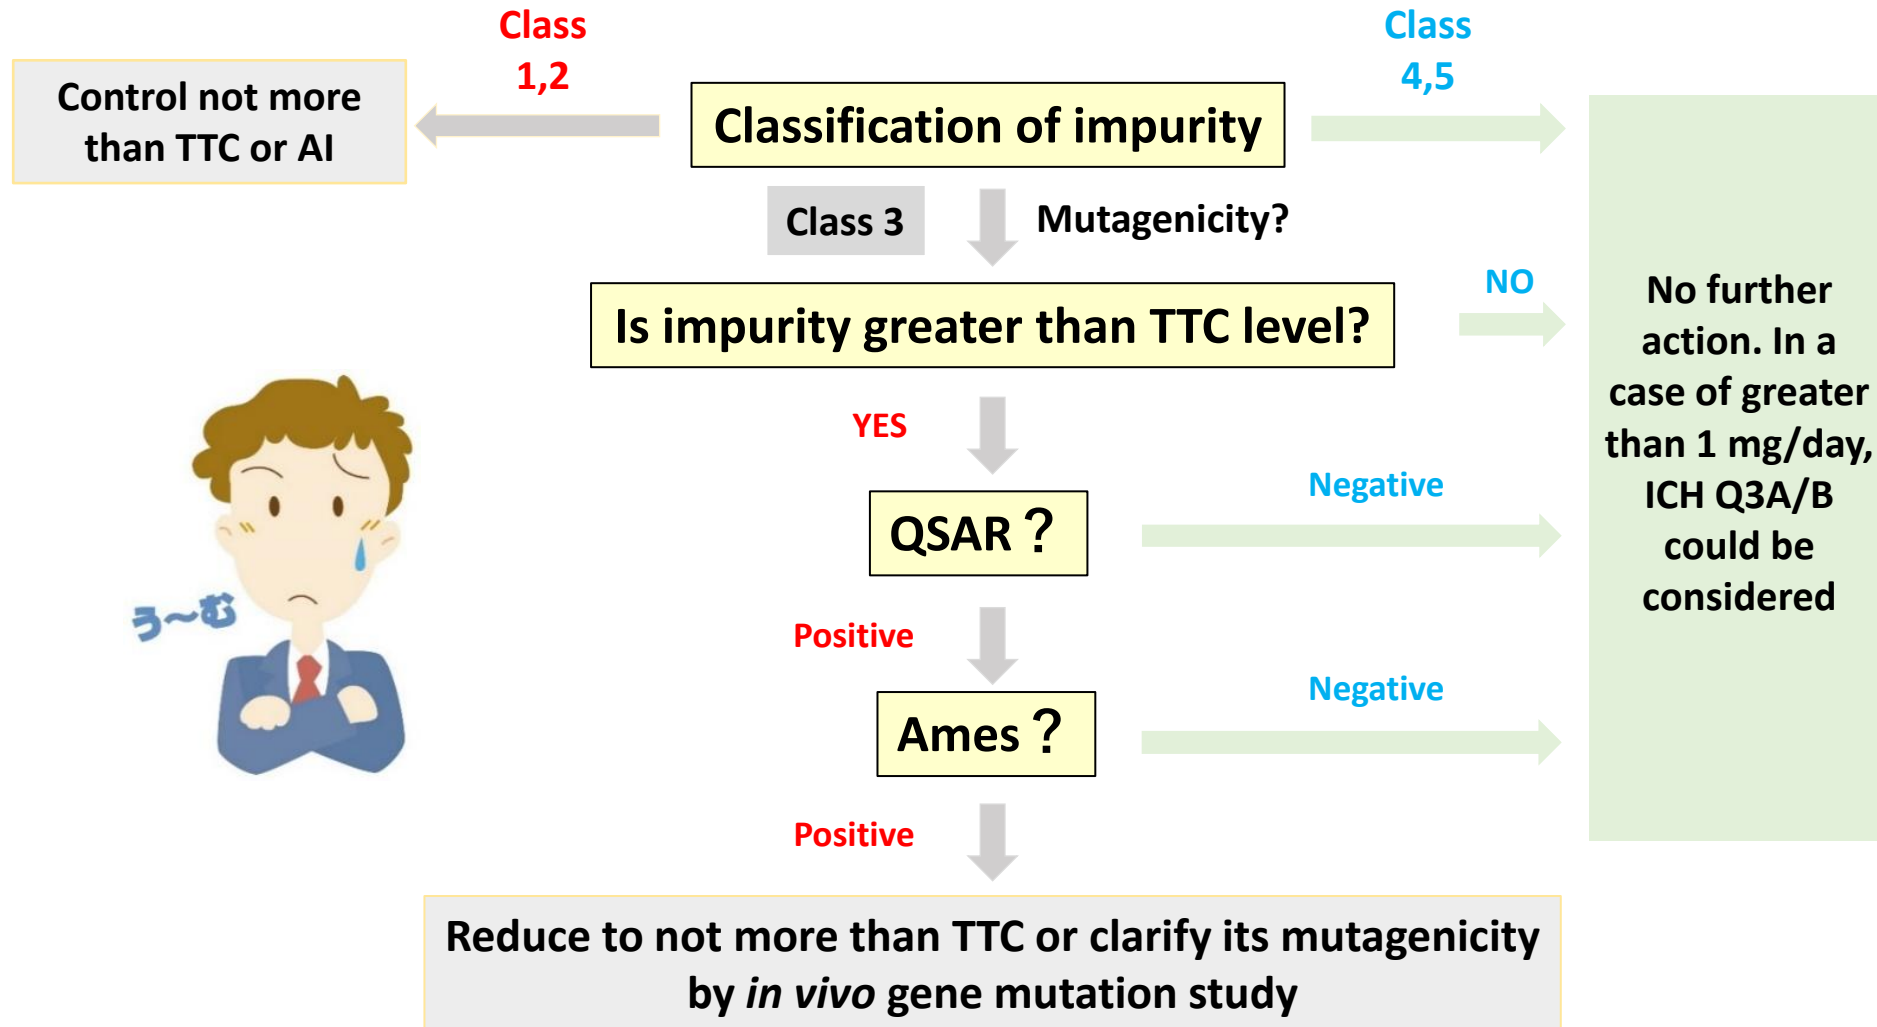 Class
1,2
Class
4,5
Control not more
than TTC or AI
Classification of impurity
Class 3
Mutagenicity?
Is impurity greater than TTC level?
NO
YES
QSAR？
Negative
Positive
Ames？
Negative
Positive
No further
action. In a
case of greater
than 1 mg/day,
ICH Q3A/B
could be
considered
う〜む
Reduce to not more than TTC or clarify its mutagenicity
by in vivo gene mutation study